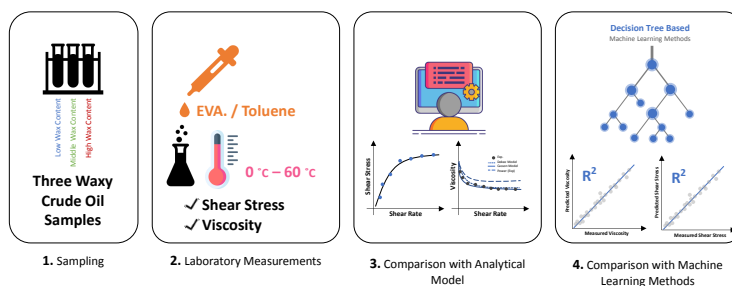 Low Wax Content
Middle Wax Content
High Wax Content
Three Waxy
Crude Oil
Samples
1. Sampling
EVA. / Toluene
0 °C – 60 °C
✓ Shear Stress
✓ Viscosity
2. Laboratory Measurements
Shear Stress
Shear Rate
Viscosity
Shear Rate
3. Comparison with Analytical
Model
Decision Tree Based
Machine Learning Methods
R²
Predicted Viscosity
Measured Viscosity
R²
Predicted Shear Stress
Measured Shear Stress
4. Comparison with Machine
Learning Methods